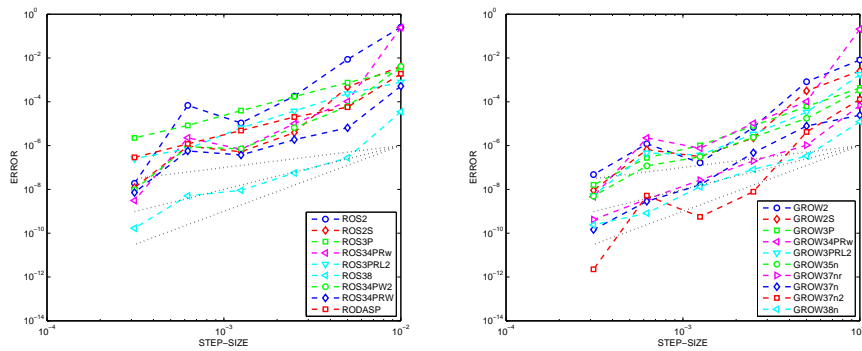 10^0
10^-2
10^-4
10^-6
10^-8
10^-10
10^-12
10^-14
ERROR
10^-4
10^-3
10^-2
STEP-SIZE
ROS2
ROS2S
ROS3P
ROS34PRw
ROS3PRL2
ROS38
ROS34PW2
ROS34PRW
RODASP
10^0
10^-2
10^-4
10^-6
10^-8
10^-10
10^-12
10^-14
ERROR
10^-4
10^-3
10^-2
STEP-SIZE
GROW2
GROW2S
GROW3P
GROW34PRw
GROW3PRL2
GROW35n
GROW37nr
GROW37n
GROW37n2
GROW38n